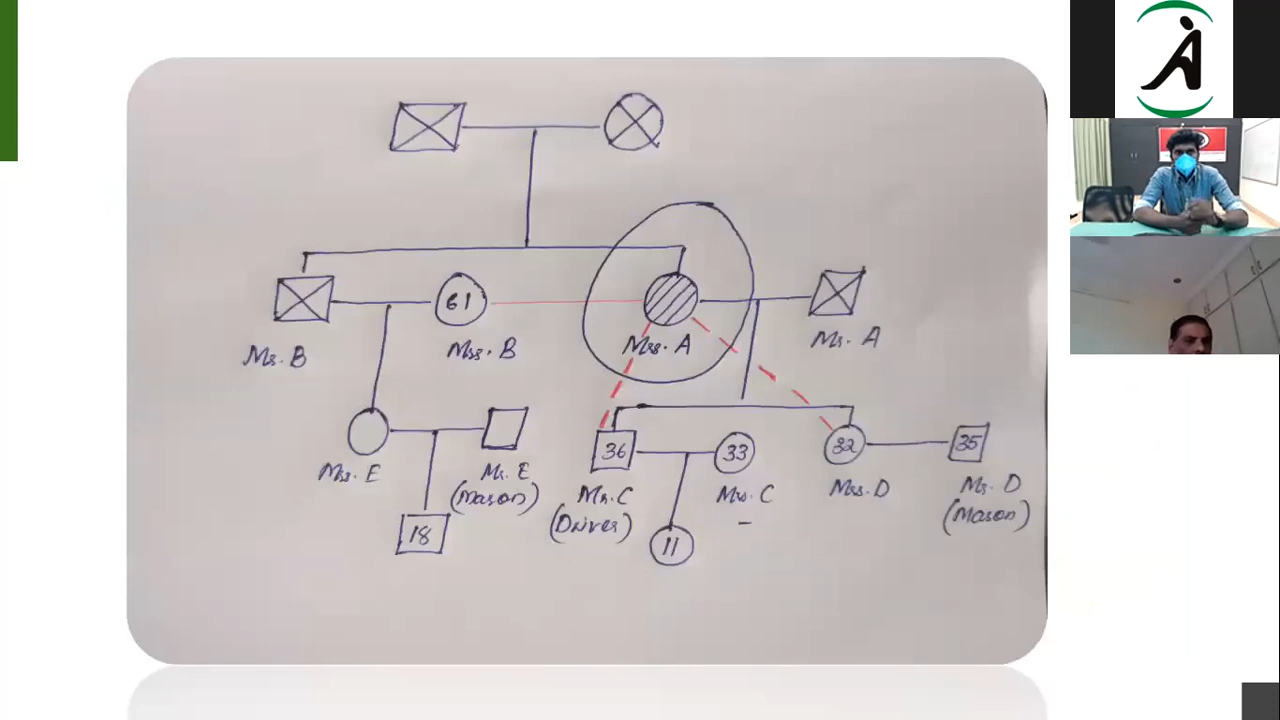 61
Mr. B
Mrs. B
Mrs. A
Mr. A
36
33
32
35
Mrs. E
Mr. E
(Mason)
Mr. C
(Driver)
Mrs. C
Mrs. D
Mr. D
(Mason)
18
11